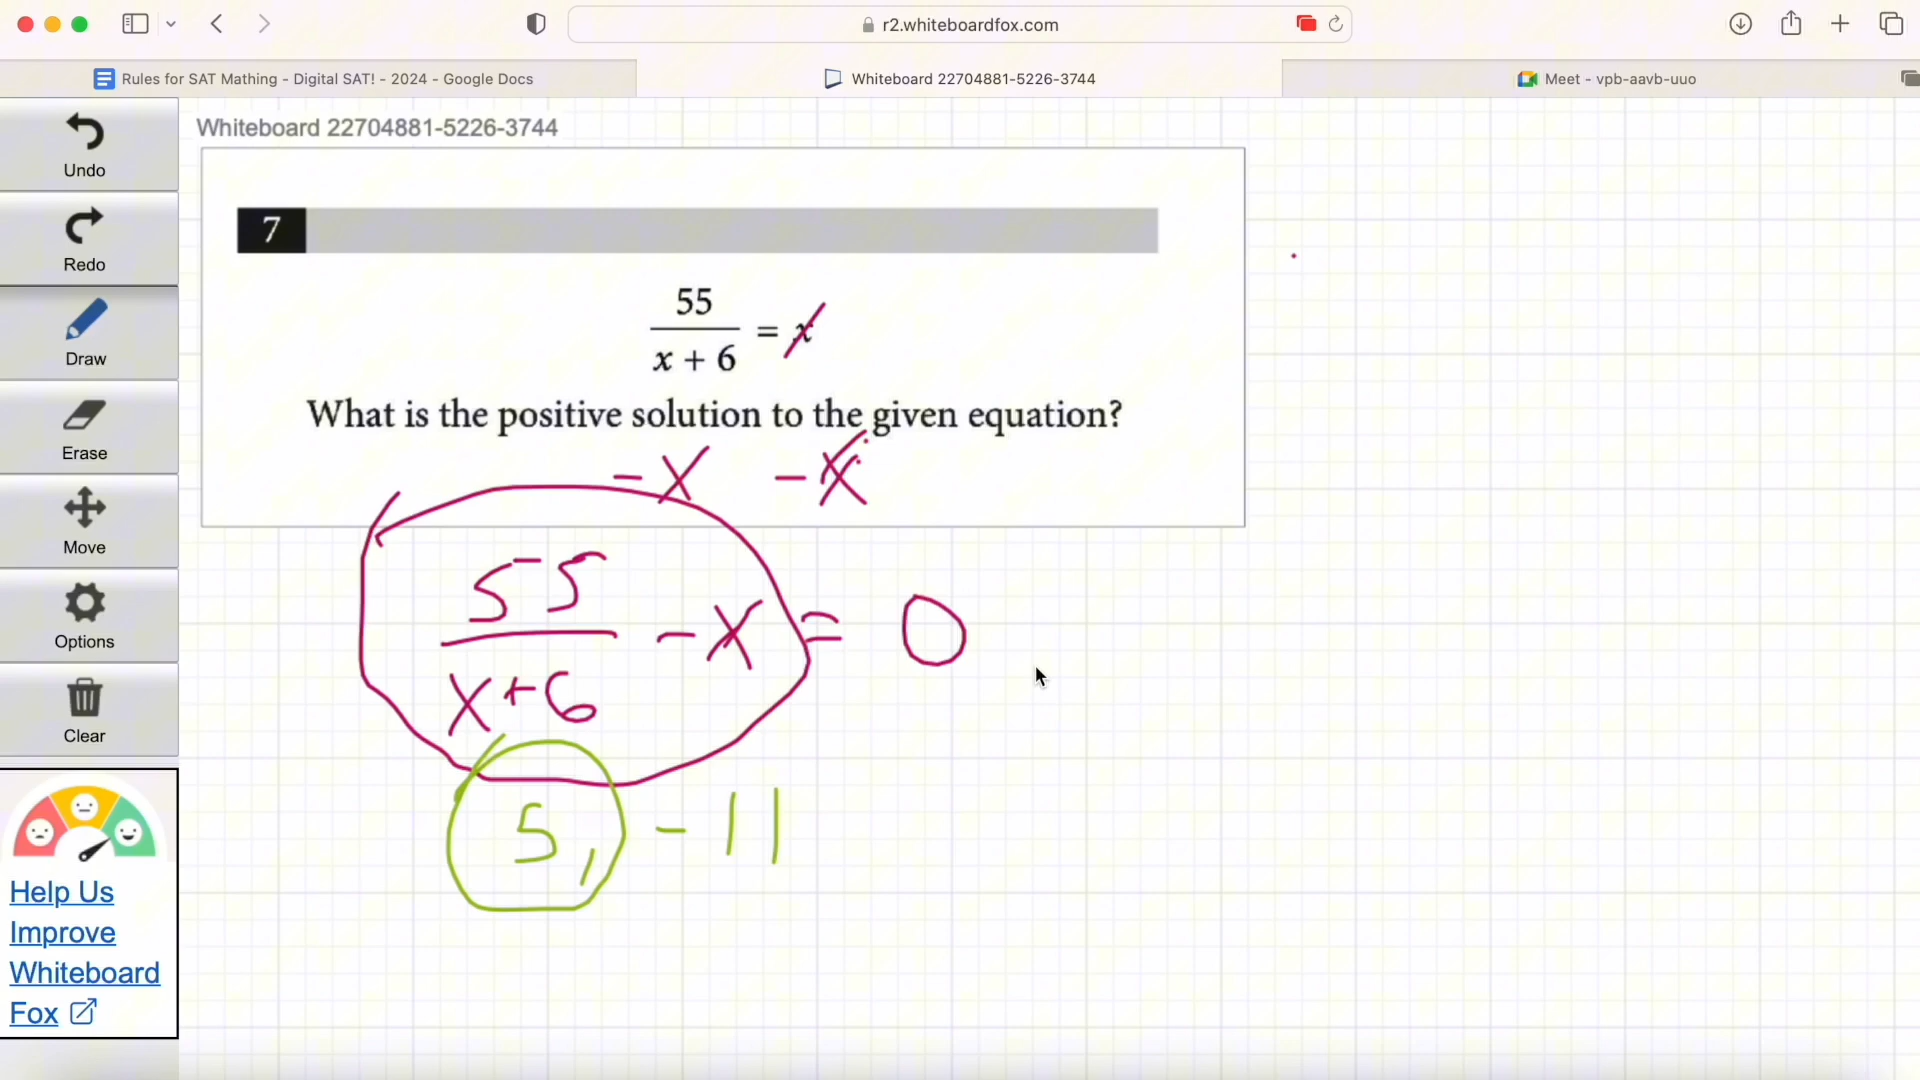 r2.whiteboardfox.com
Rules for SAT Mathing - Digital SAT! - 2024 - Google Docs
Whiteboard 22704881-5226-3744
Meet - vpb-aavb-uuo
Undo
Redo
Draw
Erase
Move
Options
Clear
Help Us
Improve
Whiteboard
Fox
Whiteboard 22704881-5226-3744
7
55
= x
x + 6
What is the positive solution to the given equation?
- x - x
55
- x = 0
x + 6
5, - 11